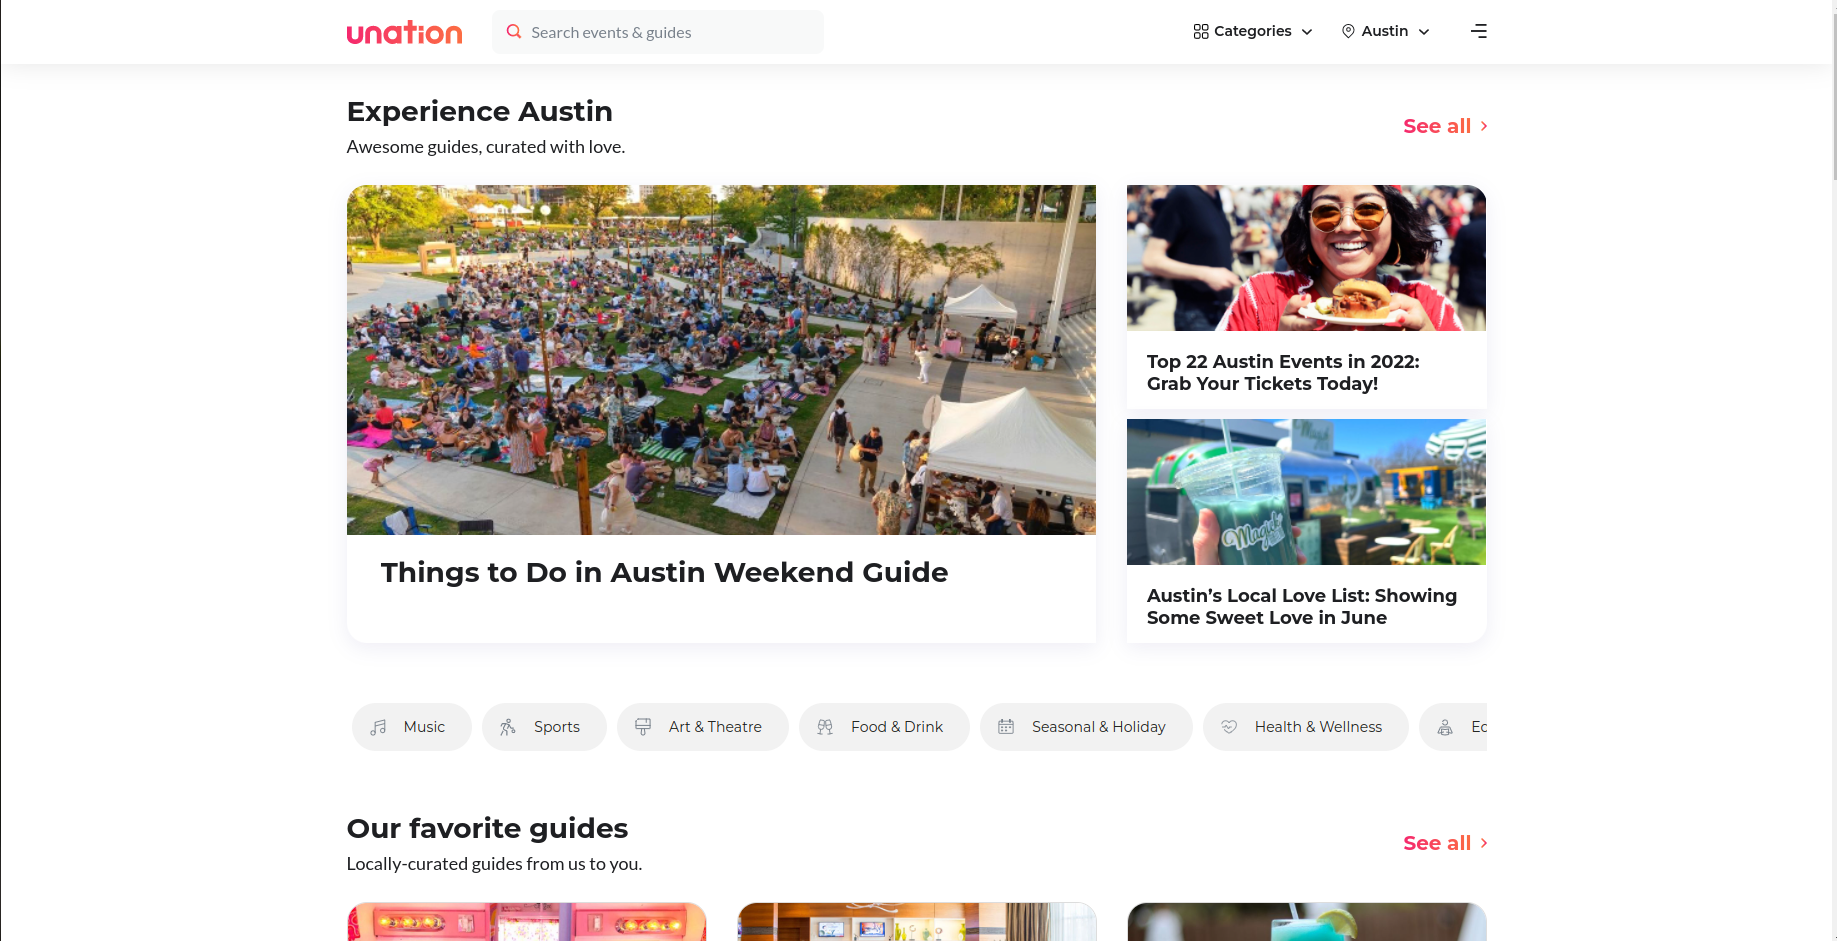 unation
Search events & guides
Categories
Austin
Experience Austin
Awesome guides, curated with love.
See all
Things to Do in Austin Weekend Guide
Top 22 Austin Events in 2022:
Grab Your Tickets Today!
Magic
Austin’s Local Love List: Showing
Some Sweet Love in June
Music
Sports
Art & Theatre
Food & Drink
Seasonal & Holiday
Health & Wellness
Ed
Our favorite guides
Locally-curated guides from us to you.
See all